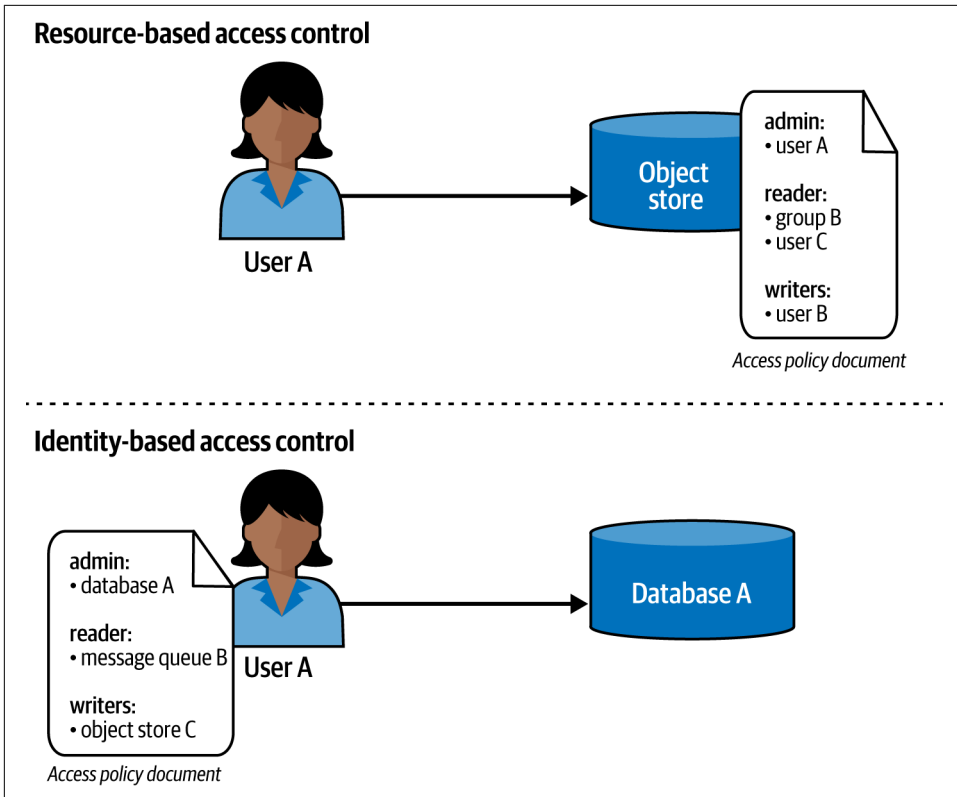 Resource-based access control
User A
Object
store
admin:
• user A
reader:
• group B
• user C
writers:
• user B
Access policy document
Identity-based access control
admin:
• database A
reader:
• message queue B
writers:
• object store C
Access policy document
User A
Database A